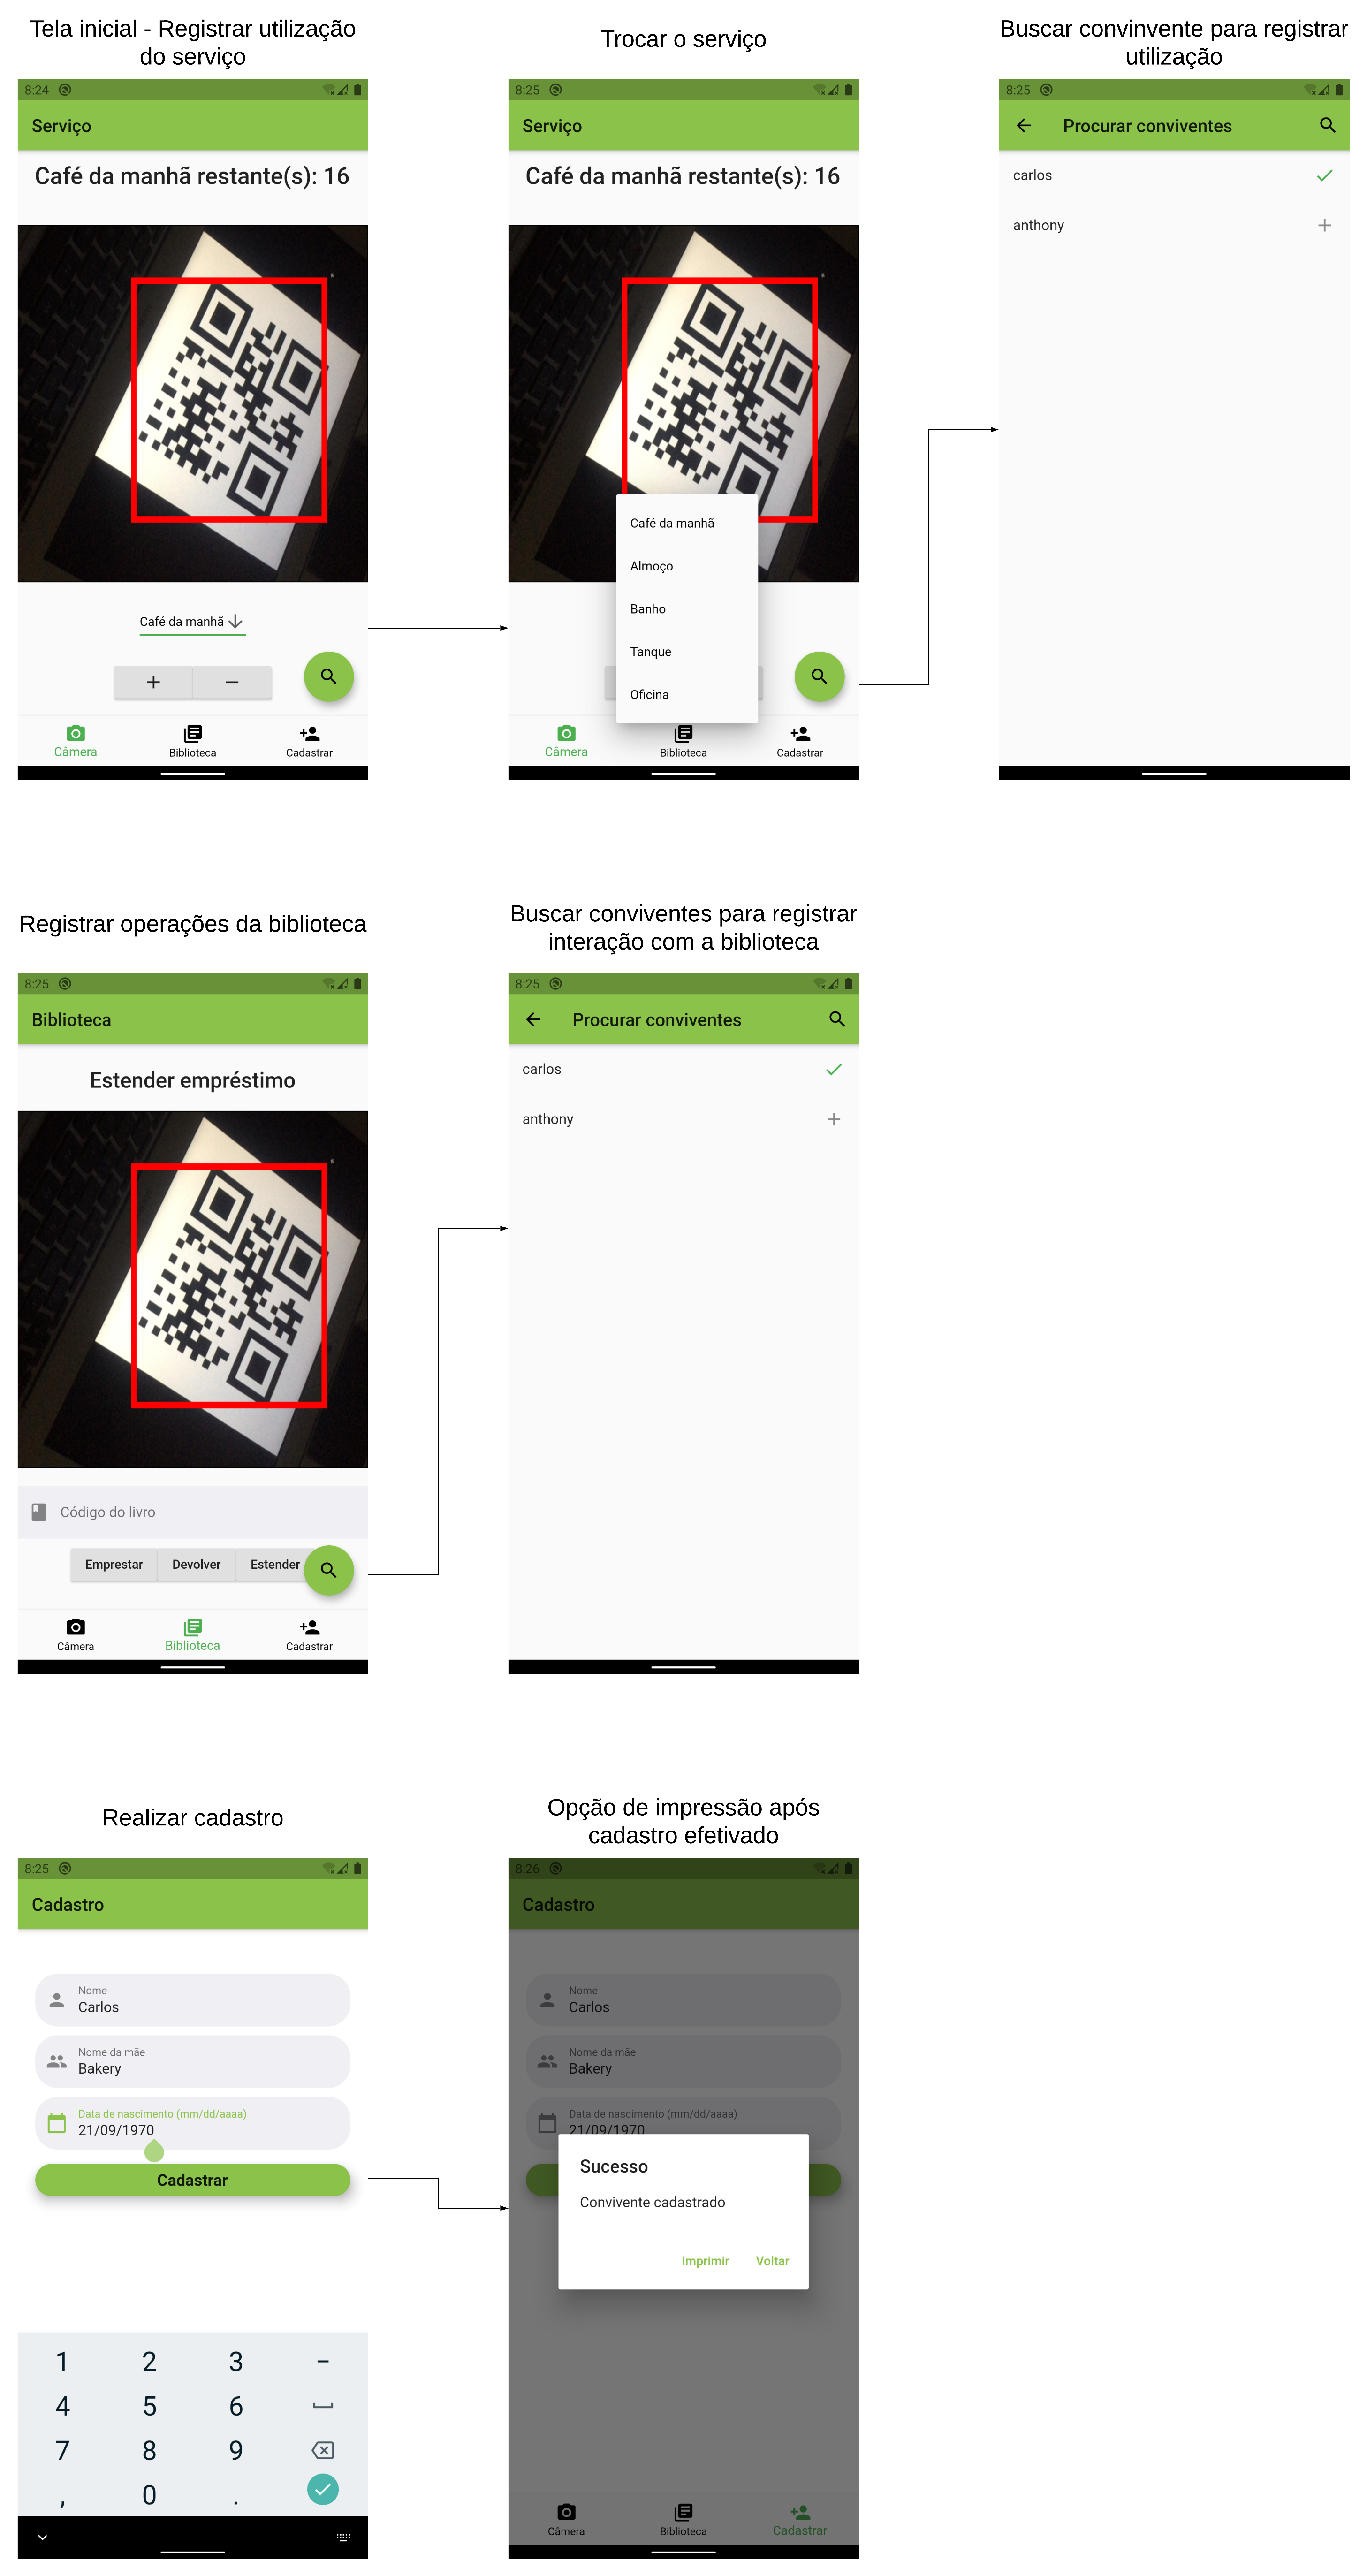 Tela inicial - Registrar utilização
do serviço
8:24
Serviço
Café da manhã restante(s): 16
Café da manhã
+
−
Câmera
Biblioteca
Cadastrar
Trocar o serviço
8:25
Serviço
Café da manhã restante(s): 16
Café da manhã
Almoço
Banho
Tanque
Oficina
Câmera
Biblioteca
Cadastrar
Buscar convinvente para registrar
utilização
8:25
Procurar conviventes
carlos
anthony
Registrar operações da biblioteca
8:25
Biblioteca
Estender empréstimo
Código do livro
Emprestar
Devolver
Estender
Câmera
Biblioteca
Cadastrar
Buscar conviventes para registrar
interação com a biblioteca
8:25
Procurar conviventes
carlos
anthony
Realizar cadastro
8:25
Cadastro
Nome
Carlos
Nome da mãe
Bakery
Data de nascimento (mm/dd/aaaa)
21/09/1970
Cadastrar
1 2 3 −
4 5 6
7 8 9
, 0 .
Opção de impressão após
cadastro efetivado
8:26
Cadastro
Nome
Carlos
Nome da mãe
Bakery
Data de nascimento (mm/dd/aaaa)
21/09/1970
Sucesso
Convivente cadastrado
Imprimir
Voltar
Câmera
Biblioteca
Cadastrar